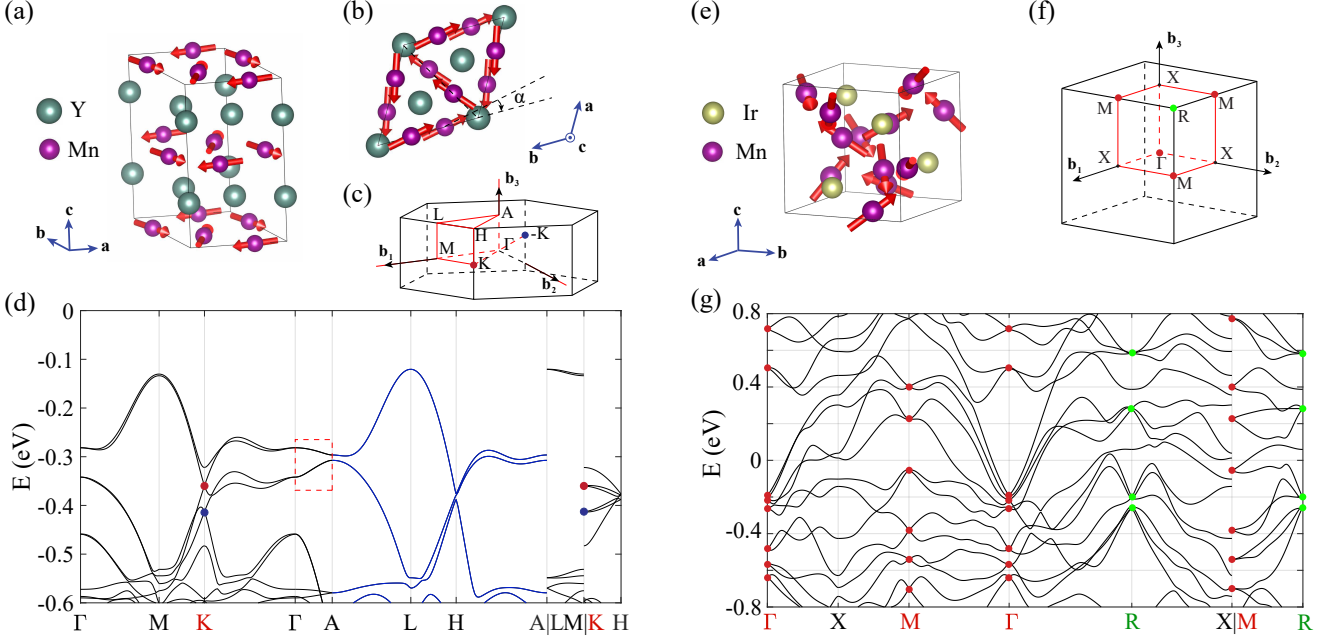 (a)
Y
Mn
c
b
a
(b)
α
a
b
c
(c)
b₃
L
A
H
-K
M
Γ
K
b₁
b₂
(d)
E (eV)
0
-0.1
-0.2
-0.3
-0.4
-0.5
-0.6
Γ M K Γ A L H A|LM|K H
(e)
Ir
Mn
c
a
b
(f)
b₃
X
M
M
R
X
Γ
X
b₁
b₂
M
(g)
E (eV)
0.8
0.4
0
-0.4
-0.8
Γ X M Γ R X|M R